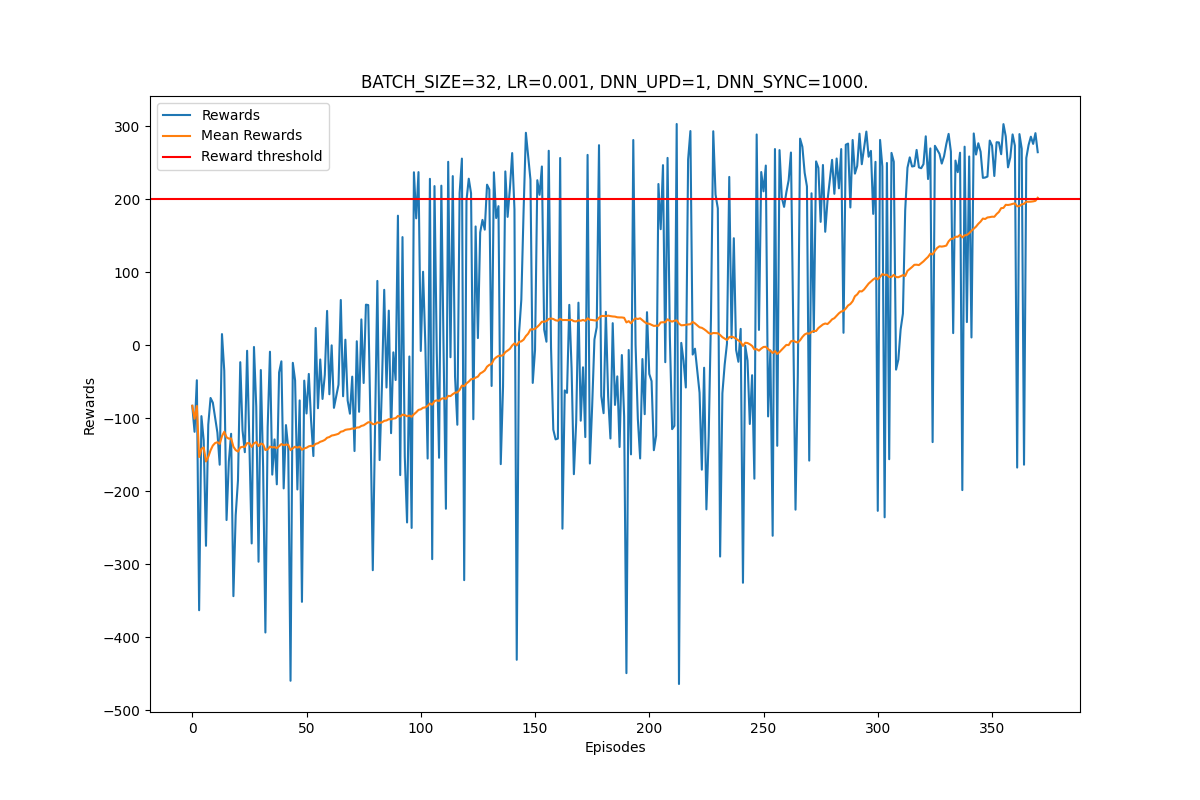 BATCH_SIZE=32, LR=0.001, DNN_UPD=1, DNN_SYNC=1000.
Rewards
Mean Rewards
Reward threshold
300
200
100
0
−100
−200
−300
−400
−500
Rewards
0 50 100 150 200 250 300 350
Episodes